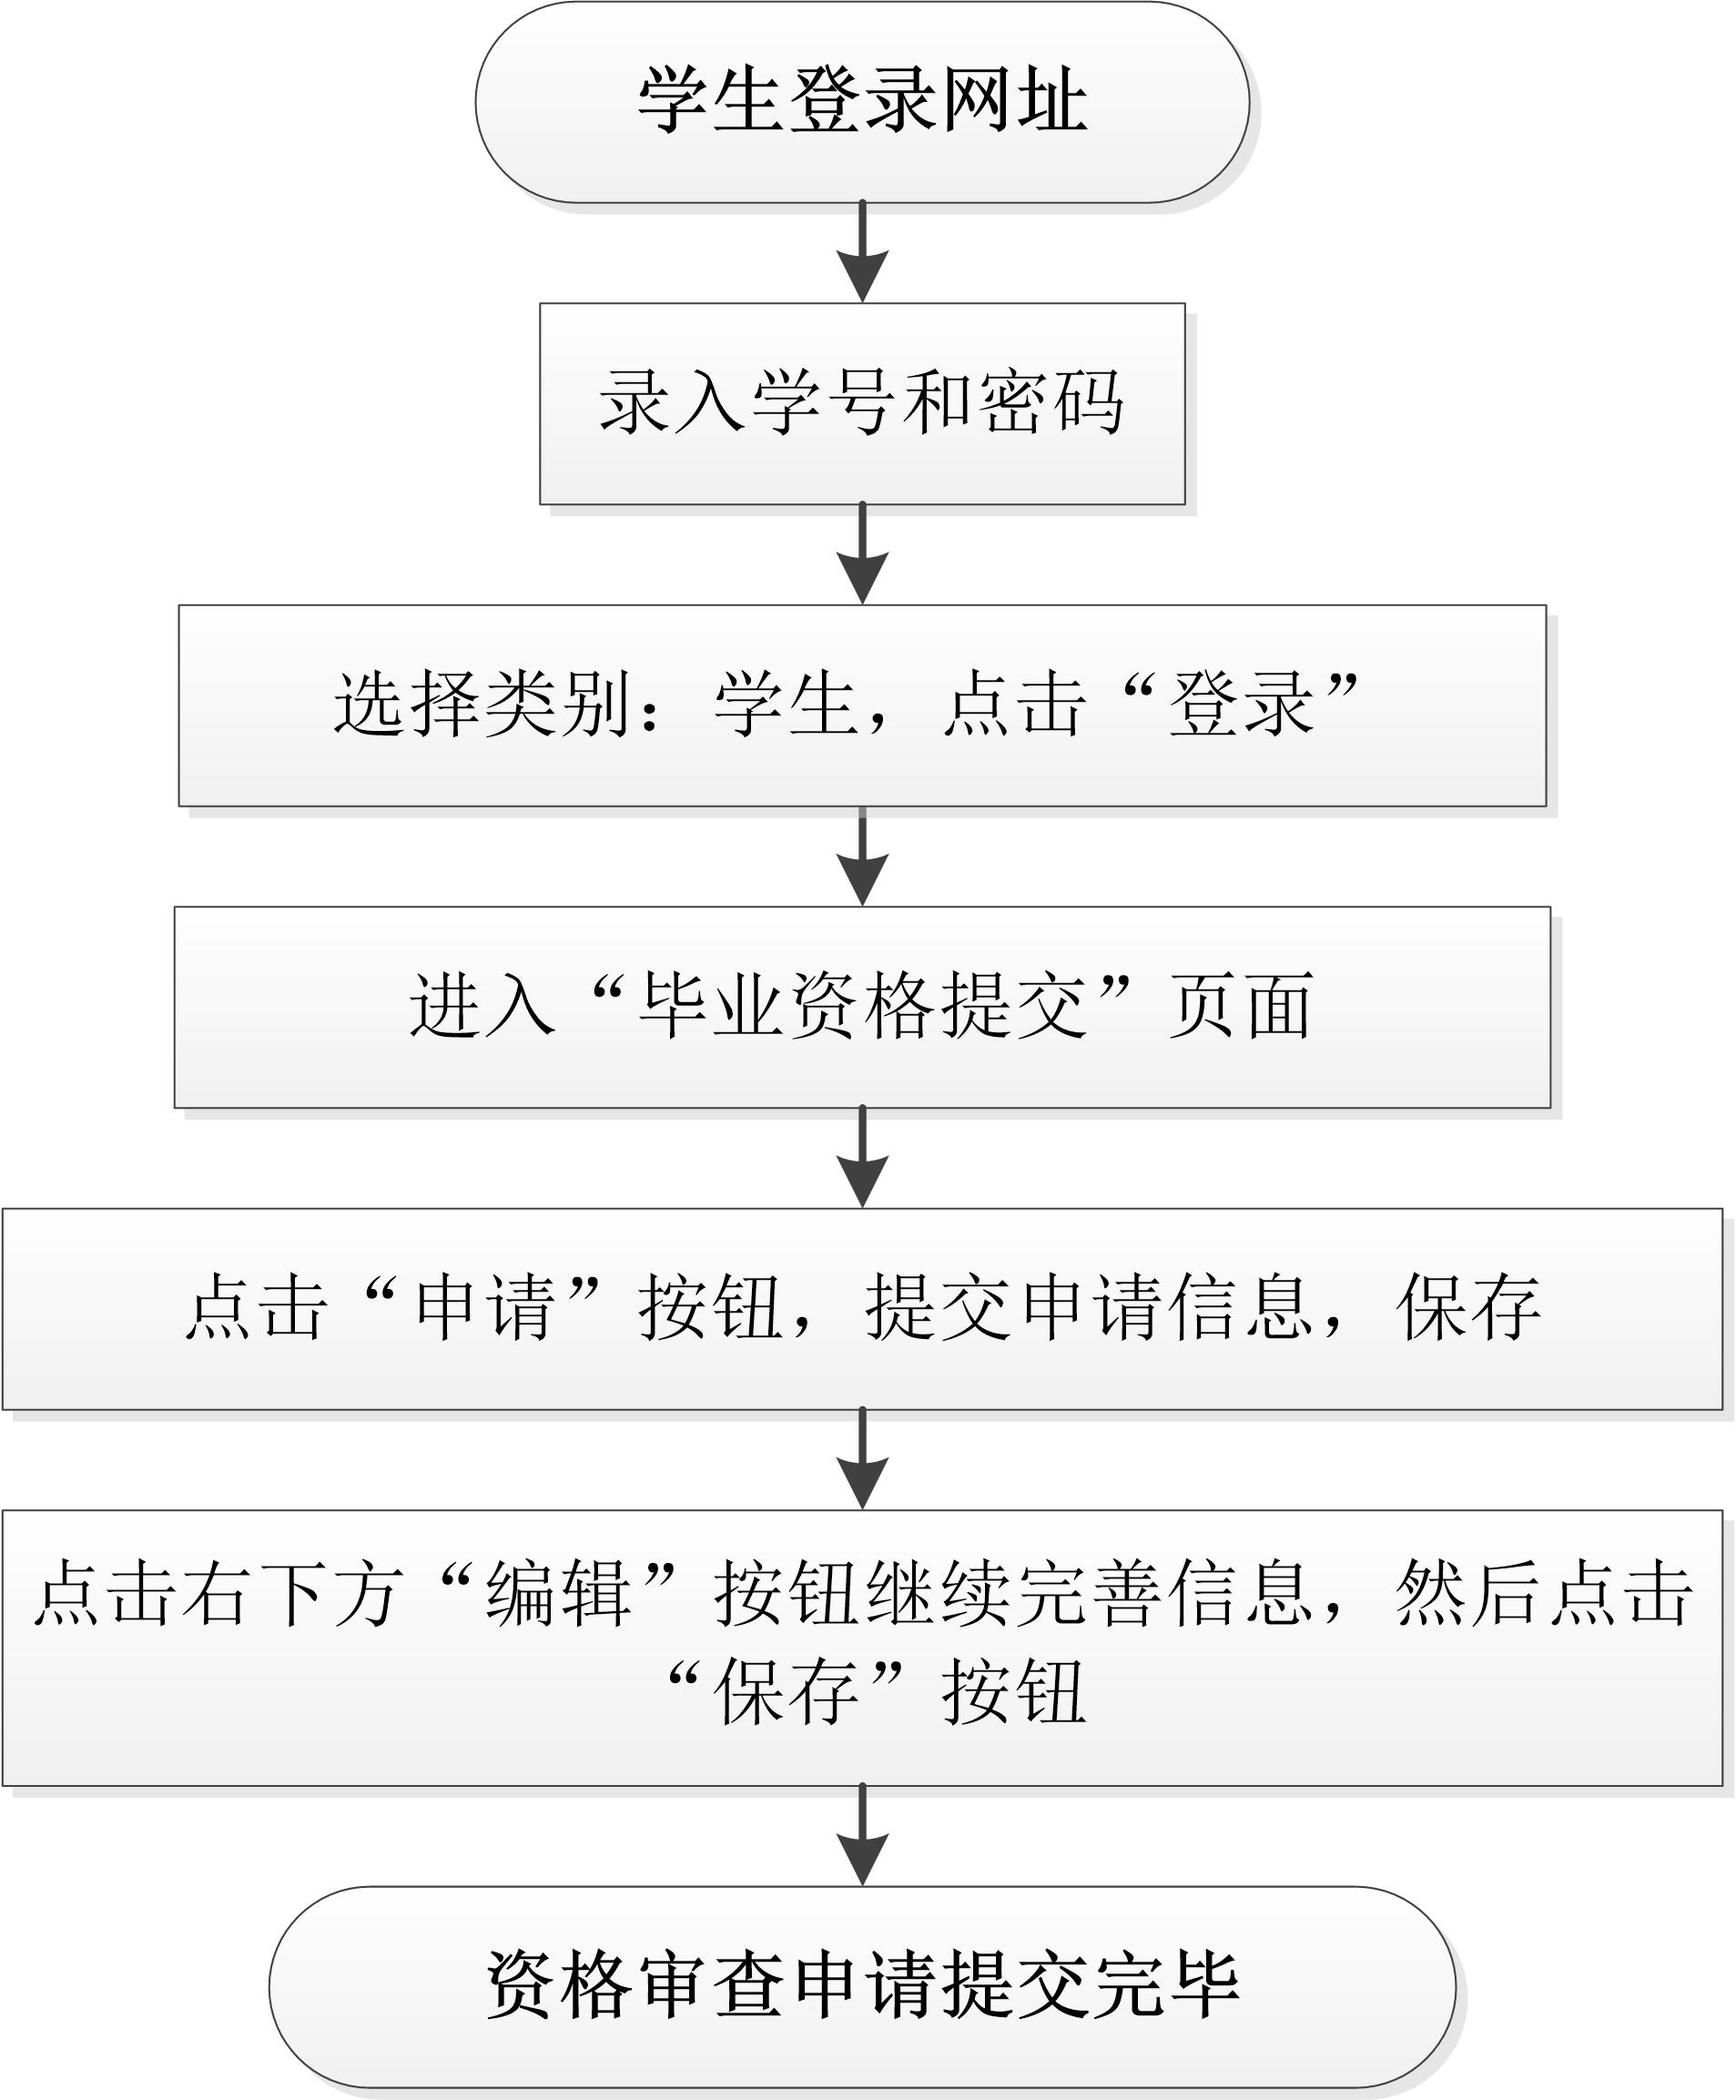 学生登录网址
录入学号和密码
选择类别：学生，点击“登录”
进入“毕业资格提交”页面
点击“申请”按钮，提交申请信息，保存
点击右下方“编辑”按钮继续完善信息，然后点击
“保存”按钮
资格审查申请提交完毕